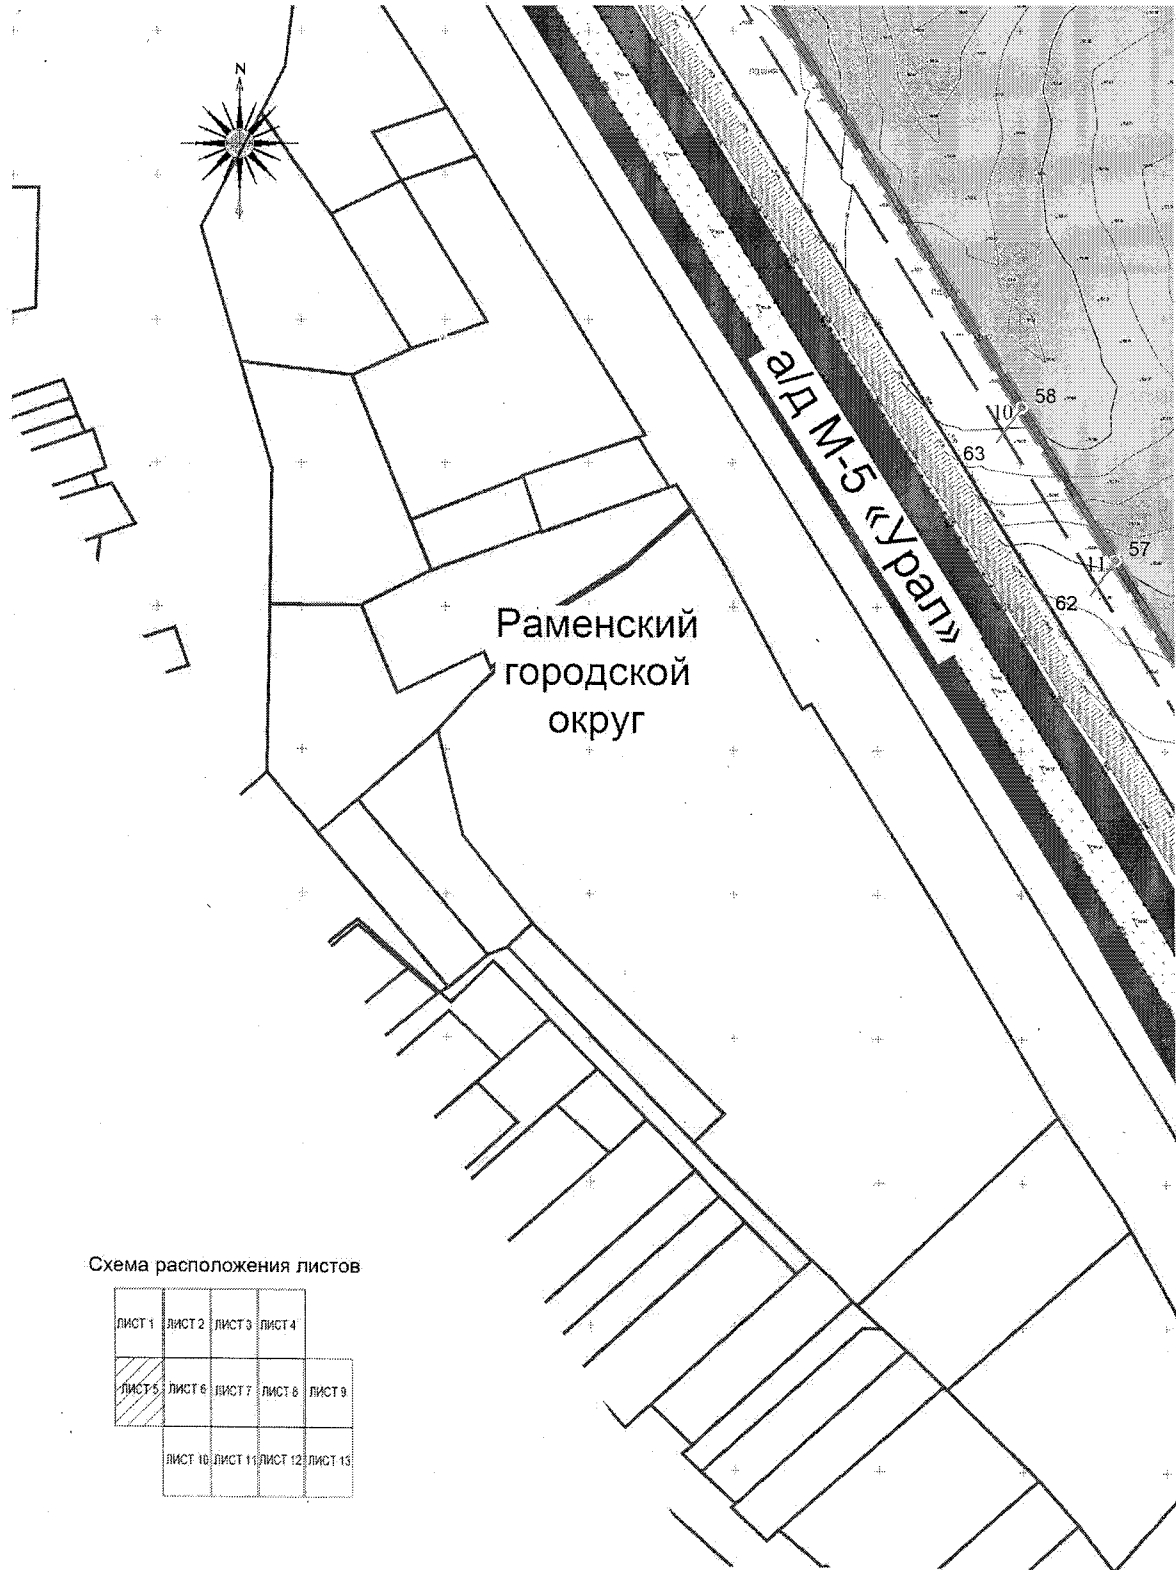 N
58
10
а/д М-5 «Урал»
63
57
11
62
Раменский
городской
округ
Схема расположения листов
ЛИСТ 1 ЛИСТ 2 ЛИСТ 3 ЛИСТ 4
ЛИСТ 5 ЛИСТ 6 ЛИСТ 7 ЛИСТ 8 ЛИСТ 9
ЛИСТ 10 ЛИСТ 11 ЛИСТ 12 ЛИСТ 13